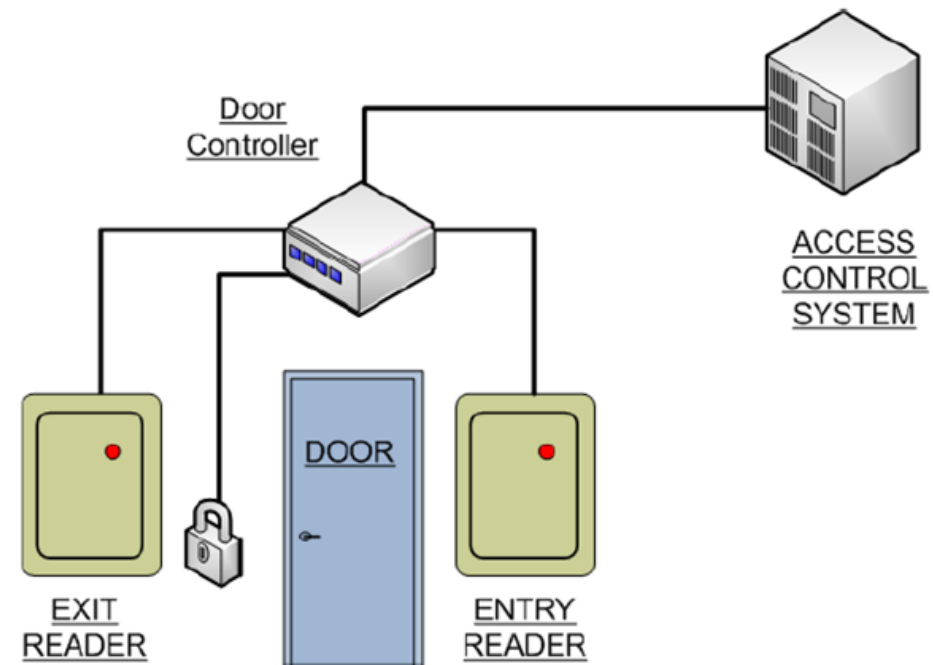 Door
Controller
ACCESS
CONTROL
SYSTEM
DOOR
EXIT
READER
ENTRY
READER